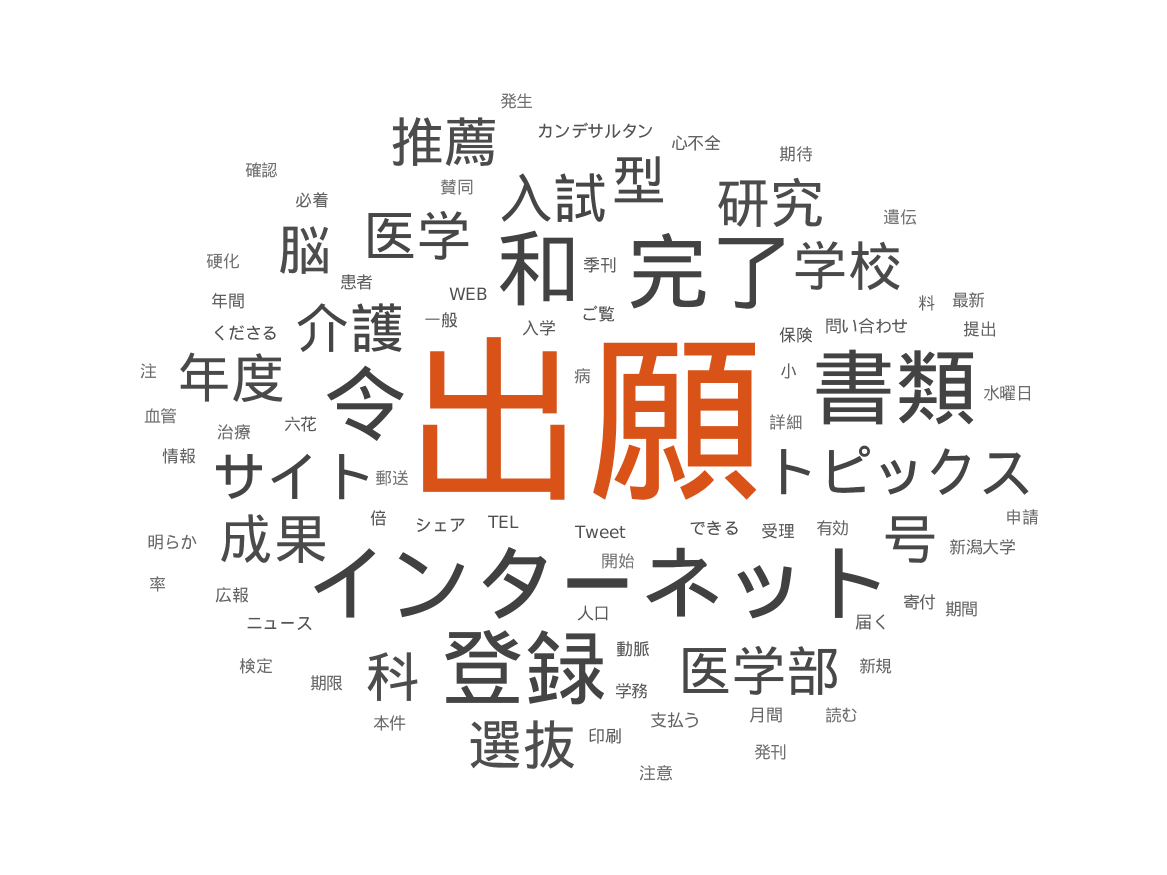 発生
推薦
カンデサルタン
心不全
期待
確認
賛同
入試
型
研究
必着
医学
遺伝
脳
和
季刊
完了
学校
硬化
患者
年間
WEB
介護
一般
入学
ご覧
料
最新
くださる
保険
問い合わせ
提出
注
年度
令
出願
病
小
書類
水曜日
血管
治療
六花
詳細
情報
サイト
郵送
トピックス
明らか
成果
倍
シェア
TEL
Tweet
できる
受理
有効
号
申請
新潟大学
率
広報
インターネット
開始
寄付
期間
ニュース
人口
届く
検定
期限
科
登録
動脈
学務
医学部
新規
本件
選抜
印刷
支払う
月間
読む
発刊
注意